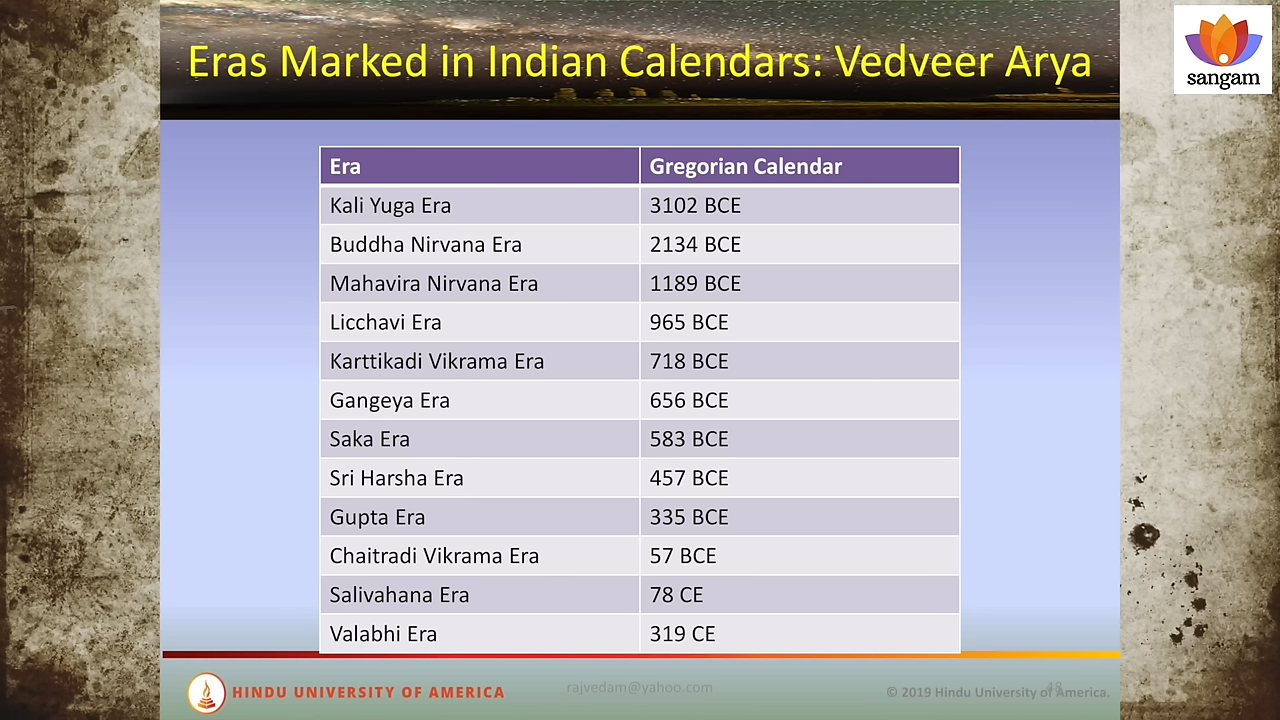 Eras Marked in Indian Calendars: Vedveer Arya
sangam
Era Gregorian Calendar
Kali Yuga Era 3102 BCE
Buddha Nirvana Era 2134 BCE
Mahavira Nirvana Era 1189 BCE
Licchavi Era 965 BCE
Karttikadi Vikrama Era 718 BCE
Gangeya Era 656 BCE
Saka Era 583 BCE
Sri Harsha Era 457 BCE
Gupta Era 335 BCE
Chaitradi Vikrama Era 57 BCE
Salivahana Era 78 CE
Valabhi Era 319 CE
HINDU UNIVERSITY OF AMERICA rajvedam@yahoo.com © 2019 Hindu University of America. 48